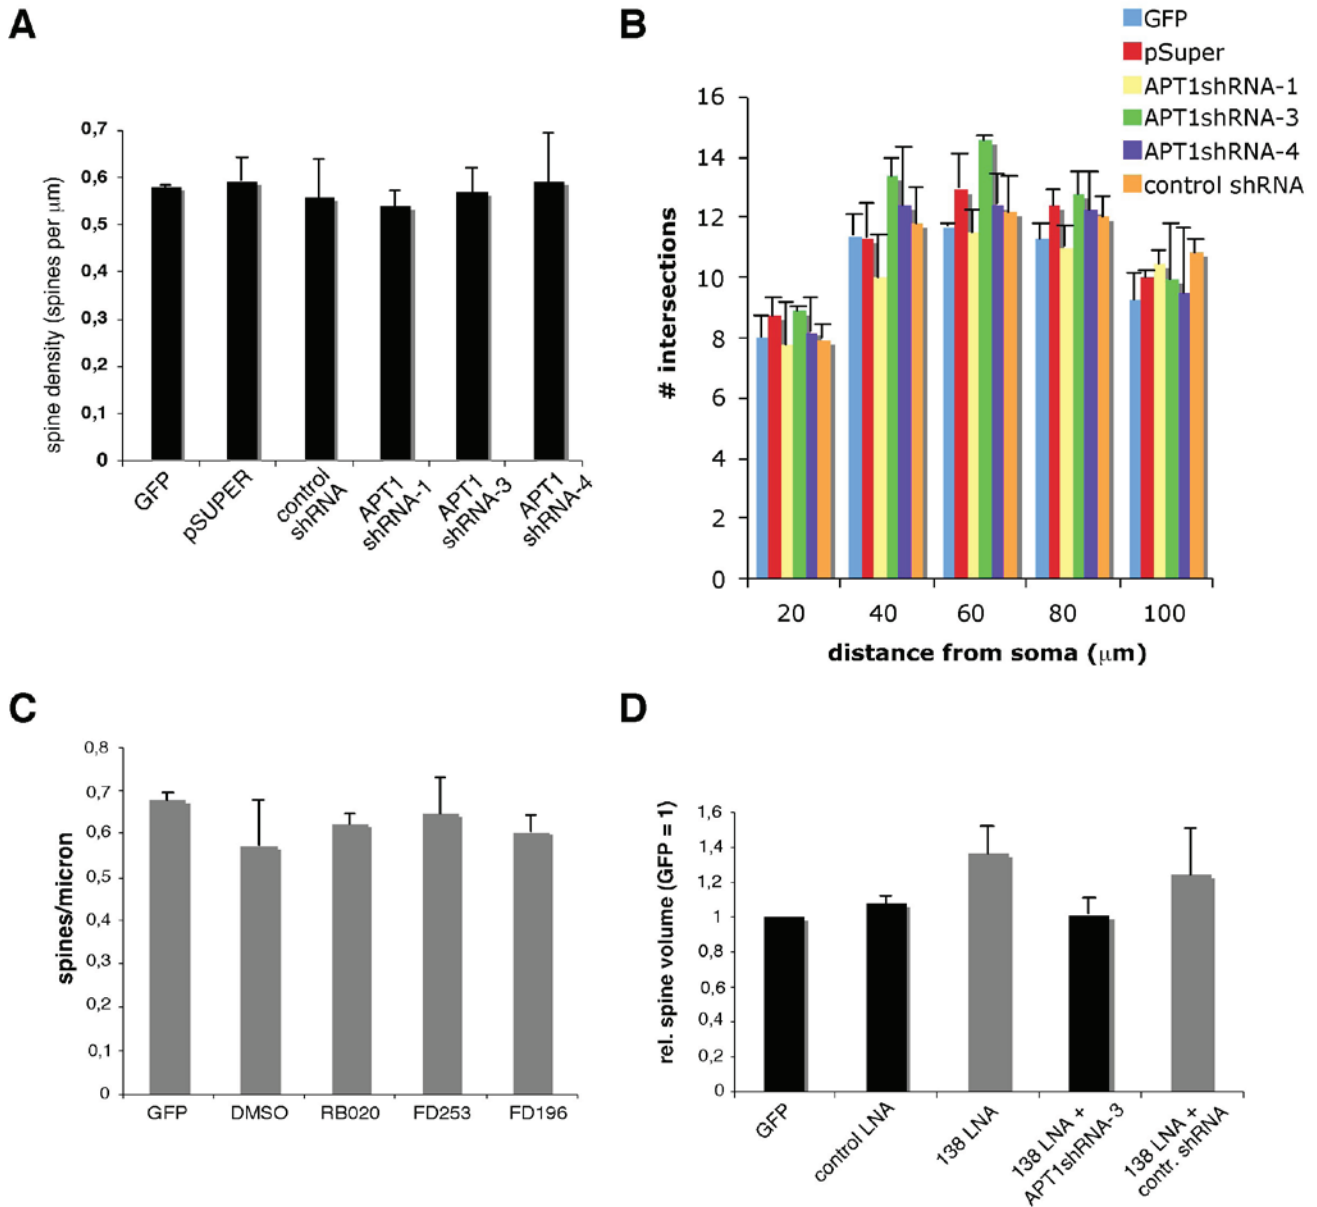 A
0,7
0,6
0,5
0,4
0,3
0,2
0,1
0
spine density (spines per μm)
GFP
pSUPER
control
shRNA
APT1
shRNA-1
APT1
shRNA-3
APT1
shRNA-4
B
GFP
pSuper
APT1shRNA-1
APT1shRNA-3
APT1shRNA-4
control shRNA
16
14
12
10
8
6
4
2
0
# intersections
20
40
60
80
100
distance from soma (μm)
C
0,8
0,7
0,6
0,5
0,4
0,3
0,2
0,1
0
spines/micron
GFP
DMSO
RB020
FD253
FD196
D
1,6
1,4
1,2
1
0,8
0,6
0,4
0,2
0
rel. spine volume (GFP = 1)
GFP
control LNA
138 LNA
138 LNA +
APT1shRNA-3
138 LNA +
contr. shRNA